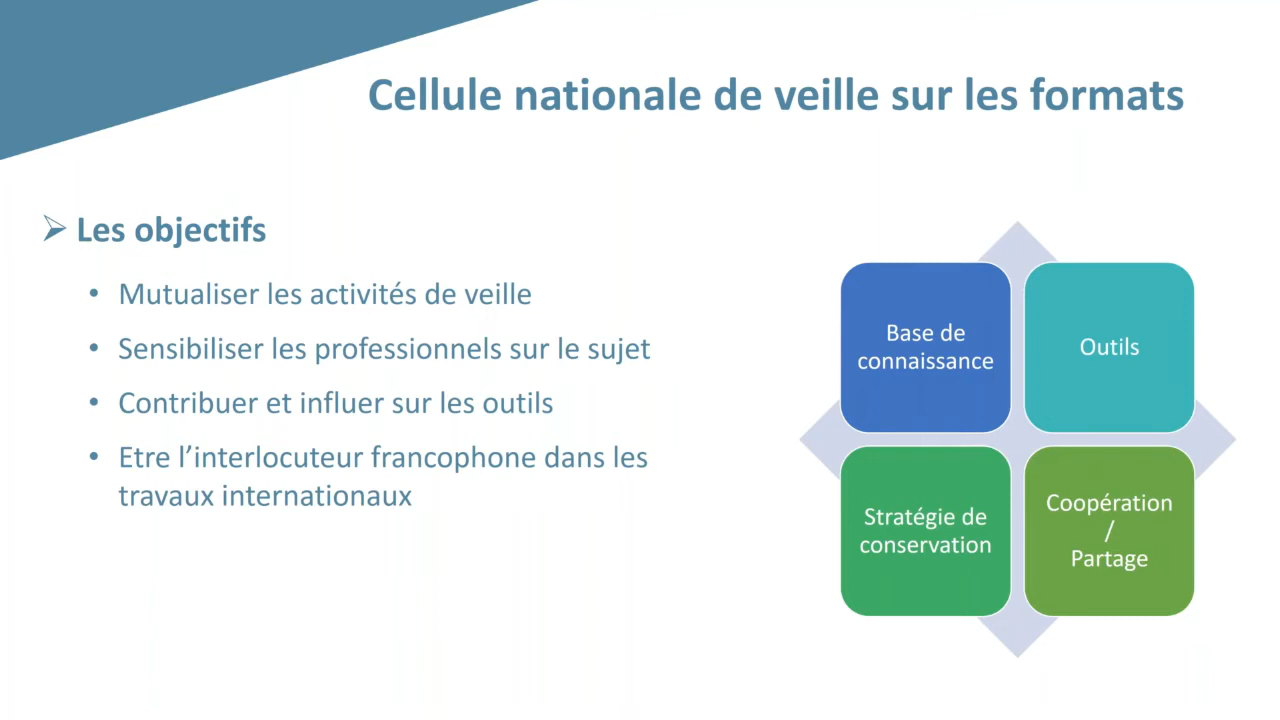 Cellule nationale de veille sur les formats
Les objectifs
Mutualiser les activités de veille
Sensibiliser les professionnels sur le sujet
Contribuer et influer sur les outils
Etre l’interlocuteur francophone dans les
travaux internationaux
Base de
connaissance
Outils
Stratégie de
conservation
Coopération
/
Partage